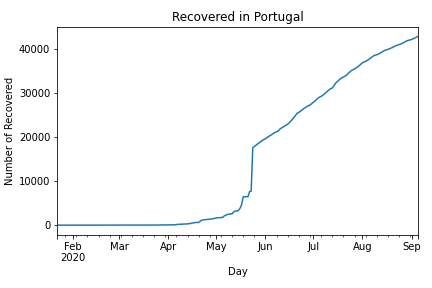 Recovered in Portugal
Number of Recovered
40000
30000
20000
10000
0
Feb Mar Apr May Jun Jul Aug Sep
2020
Day